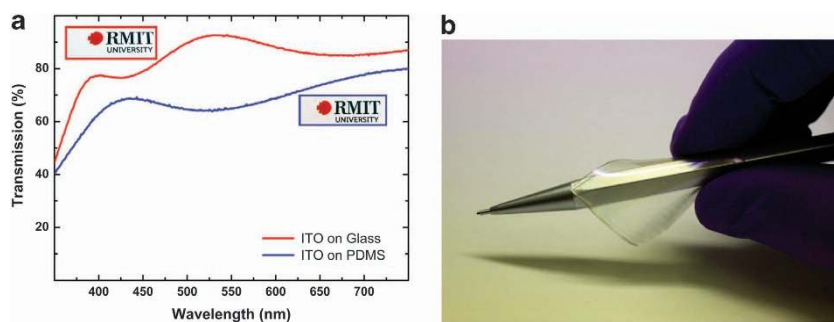 a
b
RMIT
UNIVERSITY
RMIT
UNIVERSITY
Transmission (%)
80
60
40
20
ITO on Glass
ITO on PDMS
400
450
500
550
600
650
700
Wavelength (nm)